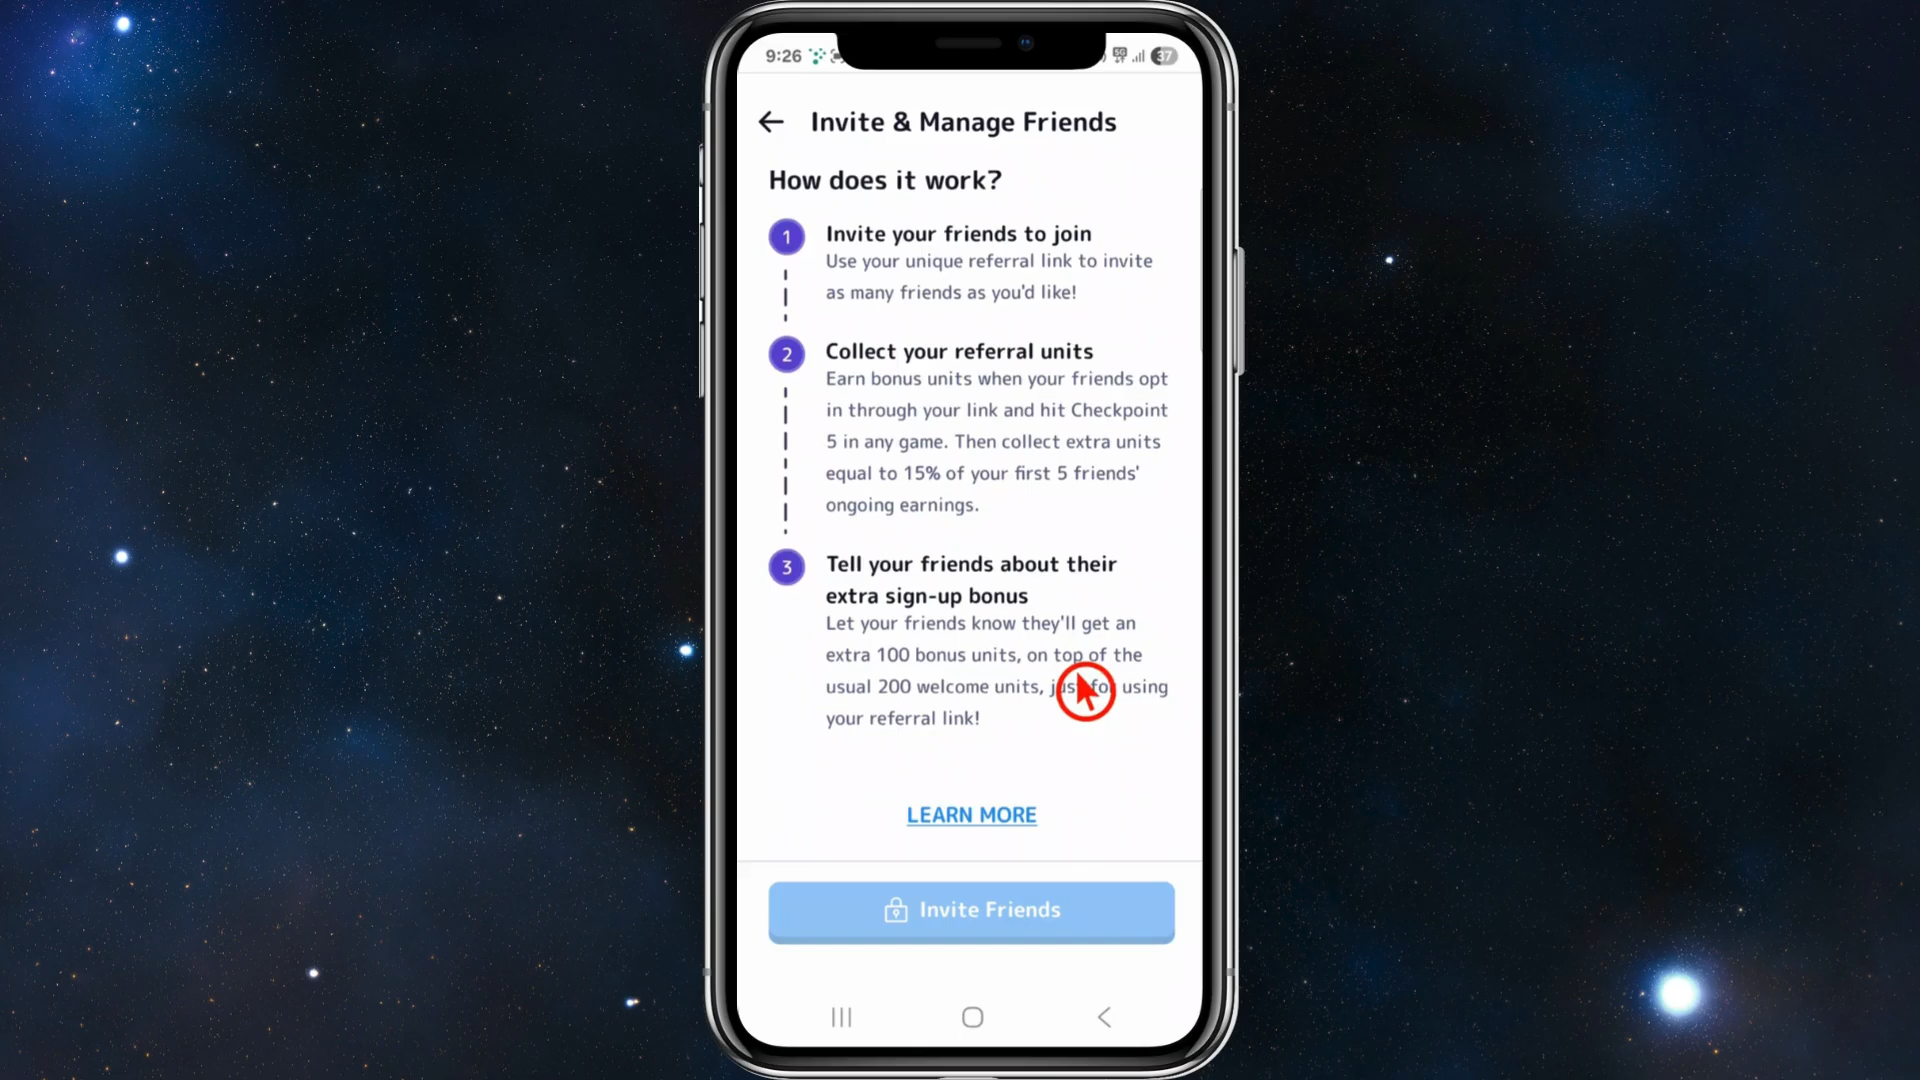 9:26
5G
37
Invite & Manage Friends
How does it work?
1
Invite your friends to join
Use your unique referral link to invite
as many friends as you'd like!
2
Collect your referral units
Earn bonus units when your friends opt
in through your link and hit Checkpoint
5 in any game. Then collect extra units
equal to 15% of your first 5 friends'
ongoing earnings.
3
Tell your friends about their
extra sign-up bonus
Let your friends know they'll get an
extra 100 bonus units, on top of the
usual 200 welcome units, just for using
your referral link!
LEARN MORE
Invite Friends